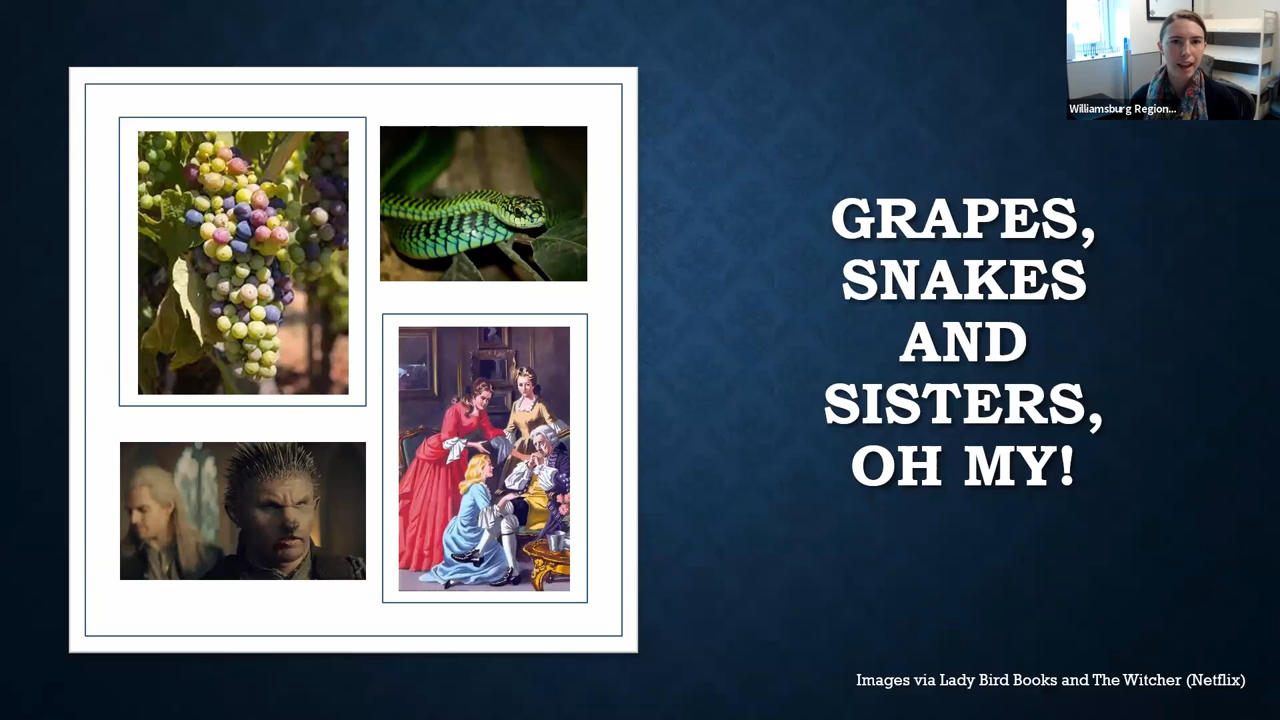 Williamsburg Region...
GRAPES,
SNAKES
AND
SISTERS,
OH MY!
Images via Lady Bird Books and The Witcher (Netflix)